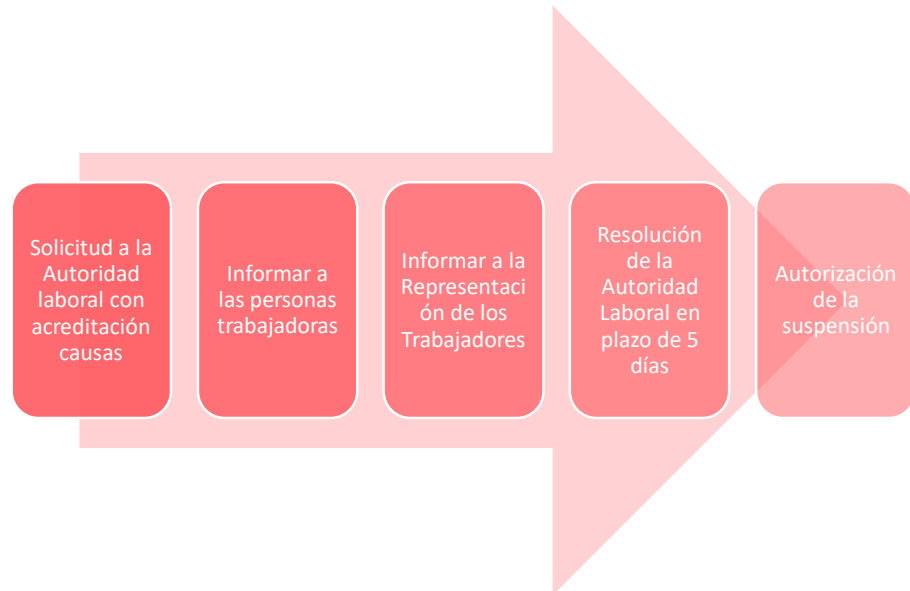 Solicitud a la
Autoridad
laboral con
acreditación
causas
Informar a
las personas
trabajadoras
Informar a la
Representaci
ón de los
Trabajadores
Resolución
de la
Autoridad
Laboral en
plazo de 5
días
Autorización
de la
suspensión